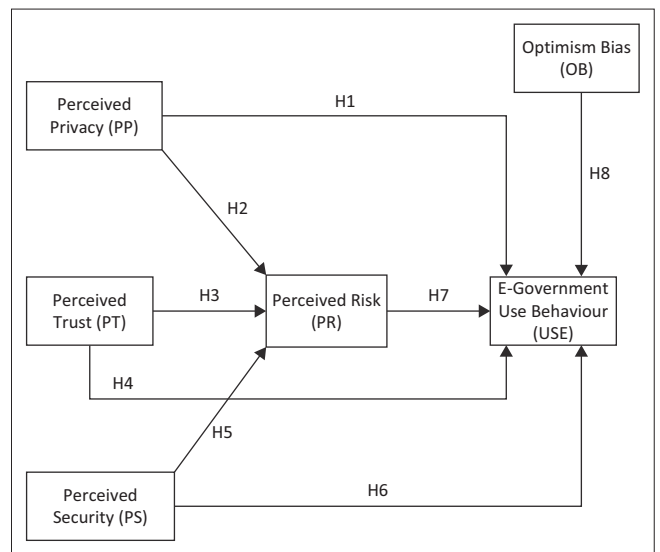 Optimism Bias
(OB)
Perceived
Privacy (PP)
H1
H8
H2
Perceived
Trust (PT)
H3
Perceived Risk
(PR)
H7
E-Government
Use Behaviour
(USE)
H4
H5
Perceived
Security (PS)
H6